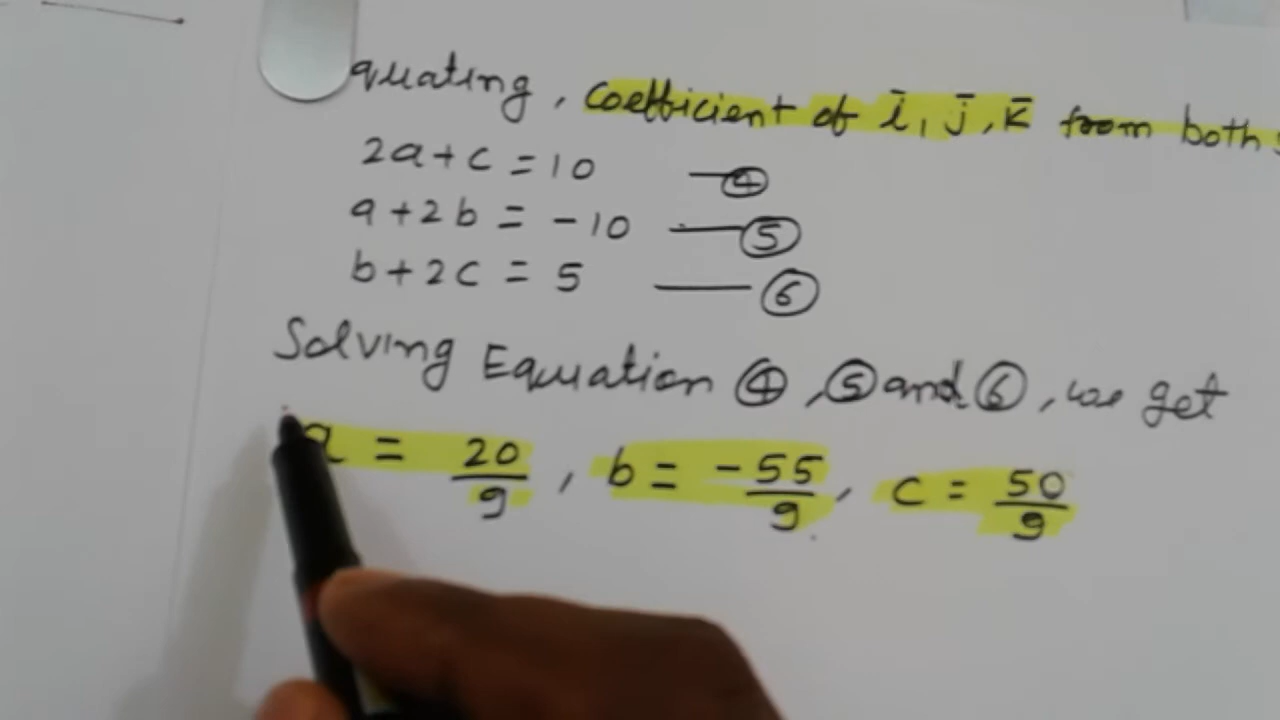 quating, coefficient of ī, j̄, k̄ from both
2a+c = 10 ④
a+2b = -10 ⑤
b+2c = 5 ⑥
Solving Equation ④, ⑤ and ⑥, we get
a = 20/9, b = -55/9, c = 50/9